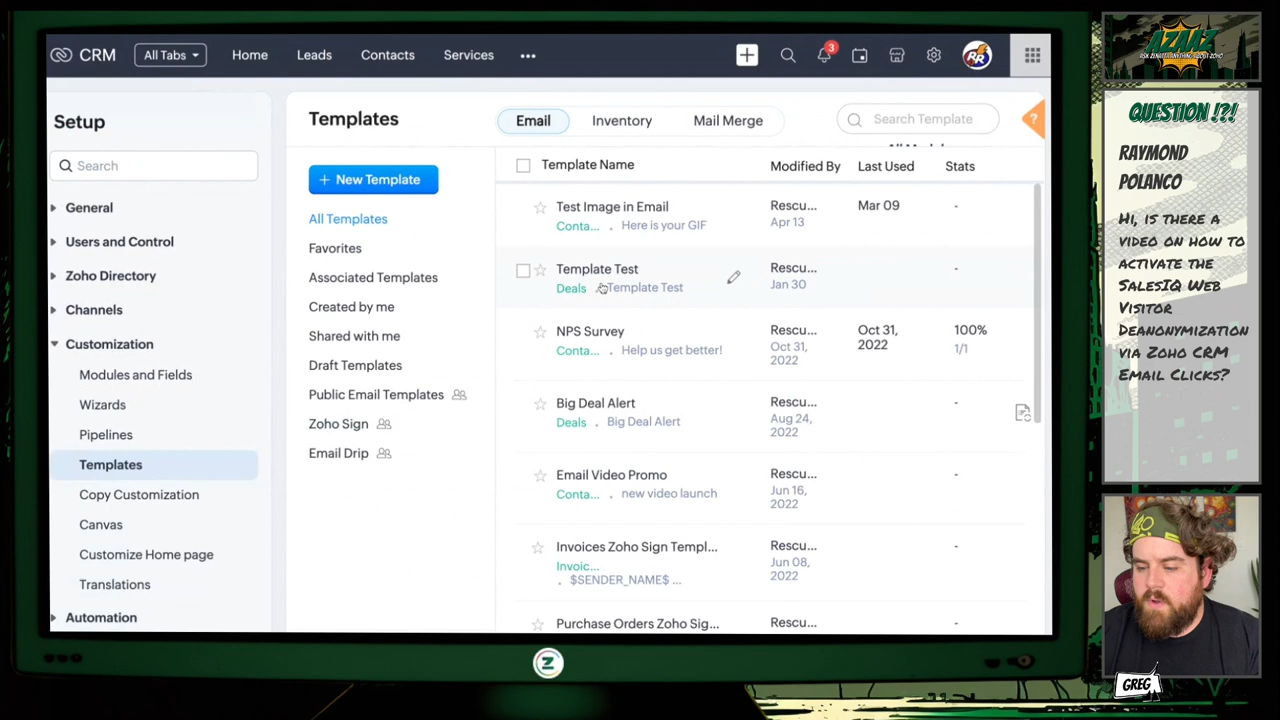 CRM
All Tabs
Home
Leads
Contacts
Services
3
RR
AZAAZ
ASK ZENATTA ANYTHING ABOUT ZOHO
Setup
Search
General
Users and Control
Zoho Directory
Channels
Customization
Modules and Fields
Wizards
Pipelines
Templates
Copy Customization
Canvas
Customize Home page
Translations
Automation
Templates
Email
Inventory
Mail Merge
Search Template
?
+ New Template
All Templates
Favorites
Associated Templates
Created by me
Shared with me
Draft Templates
Public Email Templates
Zoho Sign
Email Drip
Template Name
Modified By
Last Used
Stats
Test Image in Email
Conta... . Here is your GIF
Rescu...
Apr 13
Mar 09
-
Template Test
Deals . Template Test
Rescu...
Jan 30
-
NPS Survey
Conta... . Help us get better!
Rescu...
Oct 31,
2022
Oct 31,
2022
100%
1/1
Big Deal Alert
Deals . Big Deal Alert
Rescu...
Aug 24,
2022
-
Email Video Promo
Conta... . new video launch
Rescu...
Jun 16,
2022
-
Invoices Zoho Sign Templ...
Invoic...
. $SENDER_NAME$ ...
Rescu...
Jun 08,
2022
-
Purchase Orders Zoho Sig...
Rescu...
-
Z
QUESTION !?!
RAYMOND
POLANCO
HI, IS THERE A
VIDEO ON HOW TO
ACTIVATE THE
SALESIQ WEB
VISITOR
DEANONYMIZATION
VIA ZOHO CRM
EMAIL CLICKS?
GREG